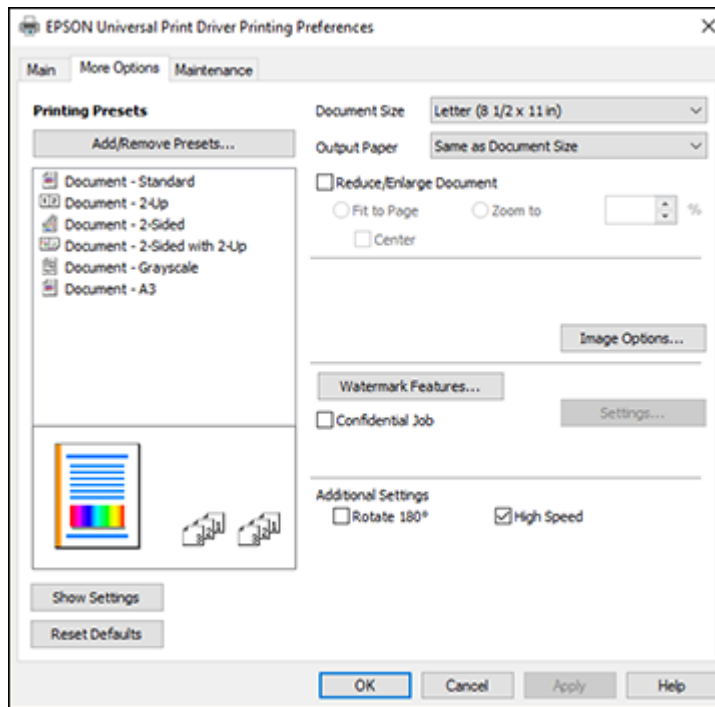 EPSON Universal Print Driver Printing Preferences
Main
More Options
Maintenance
Printing Presets
Add/Remove Presets...
Document - Standard
Document - 2-Up
Document - 2-Sided
Document - 2-Sided with 2-Up
Document - Grayscale
Document - A3
Show Settings
Reset Defaults
Document Size
Letter (8 1/2 x 11 in)
Output Paper
Same as Document Size
Reduce/Enlarge Document
Fit to Page
Zoom to
%
Center
Image Options...
Watermark Features...
Confidential Job
Settings...
Additional Settings
Rotate 180°
High Speed
OK
Cancel
Apply
Help